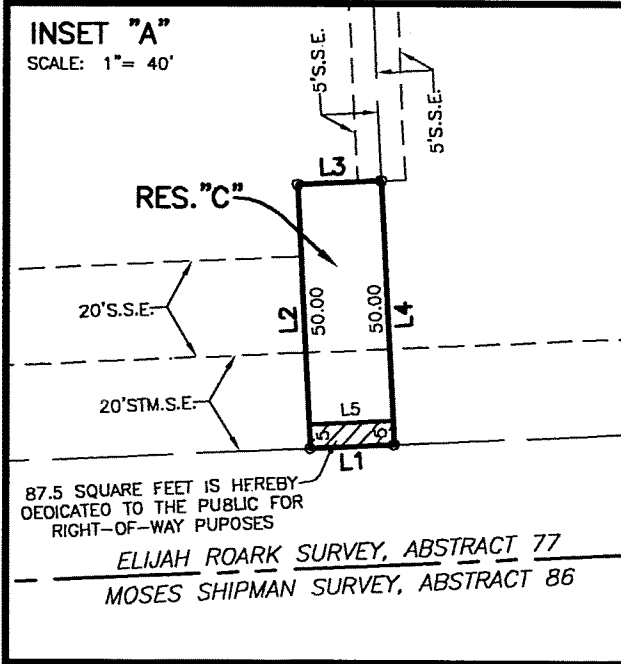 INSET "A"
SCALE: 1"= 40'
5'S.S.E.
5'S.S.E.
L3
RES."C"
20'S.S.E.
L2
50.00
50.00
L4
20'STM.S.E.
L5
5
5
L1
87.5 SQUARE FEET IS HEREBY
DEDICATED TO THE PUBLIC FOR
RIGHT-OF-WAY PUPOSES
ELIJAH ROARK SURVEY, ABSTRACT 77
MOSES SHIPMAN SURVEY, ABSTRACT 86